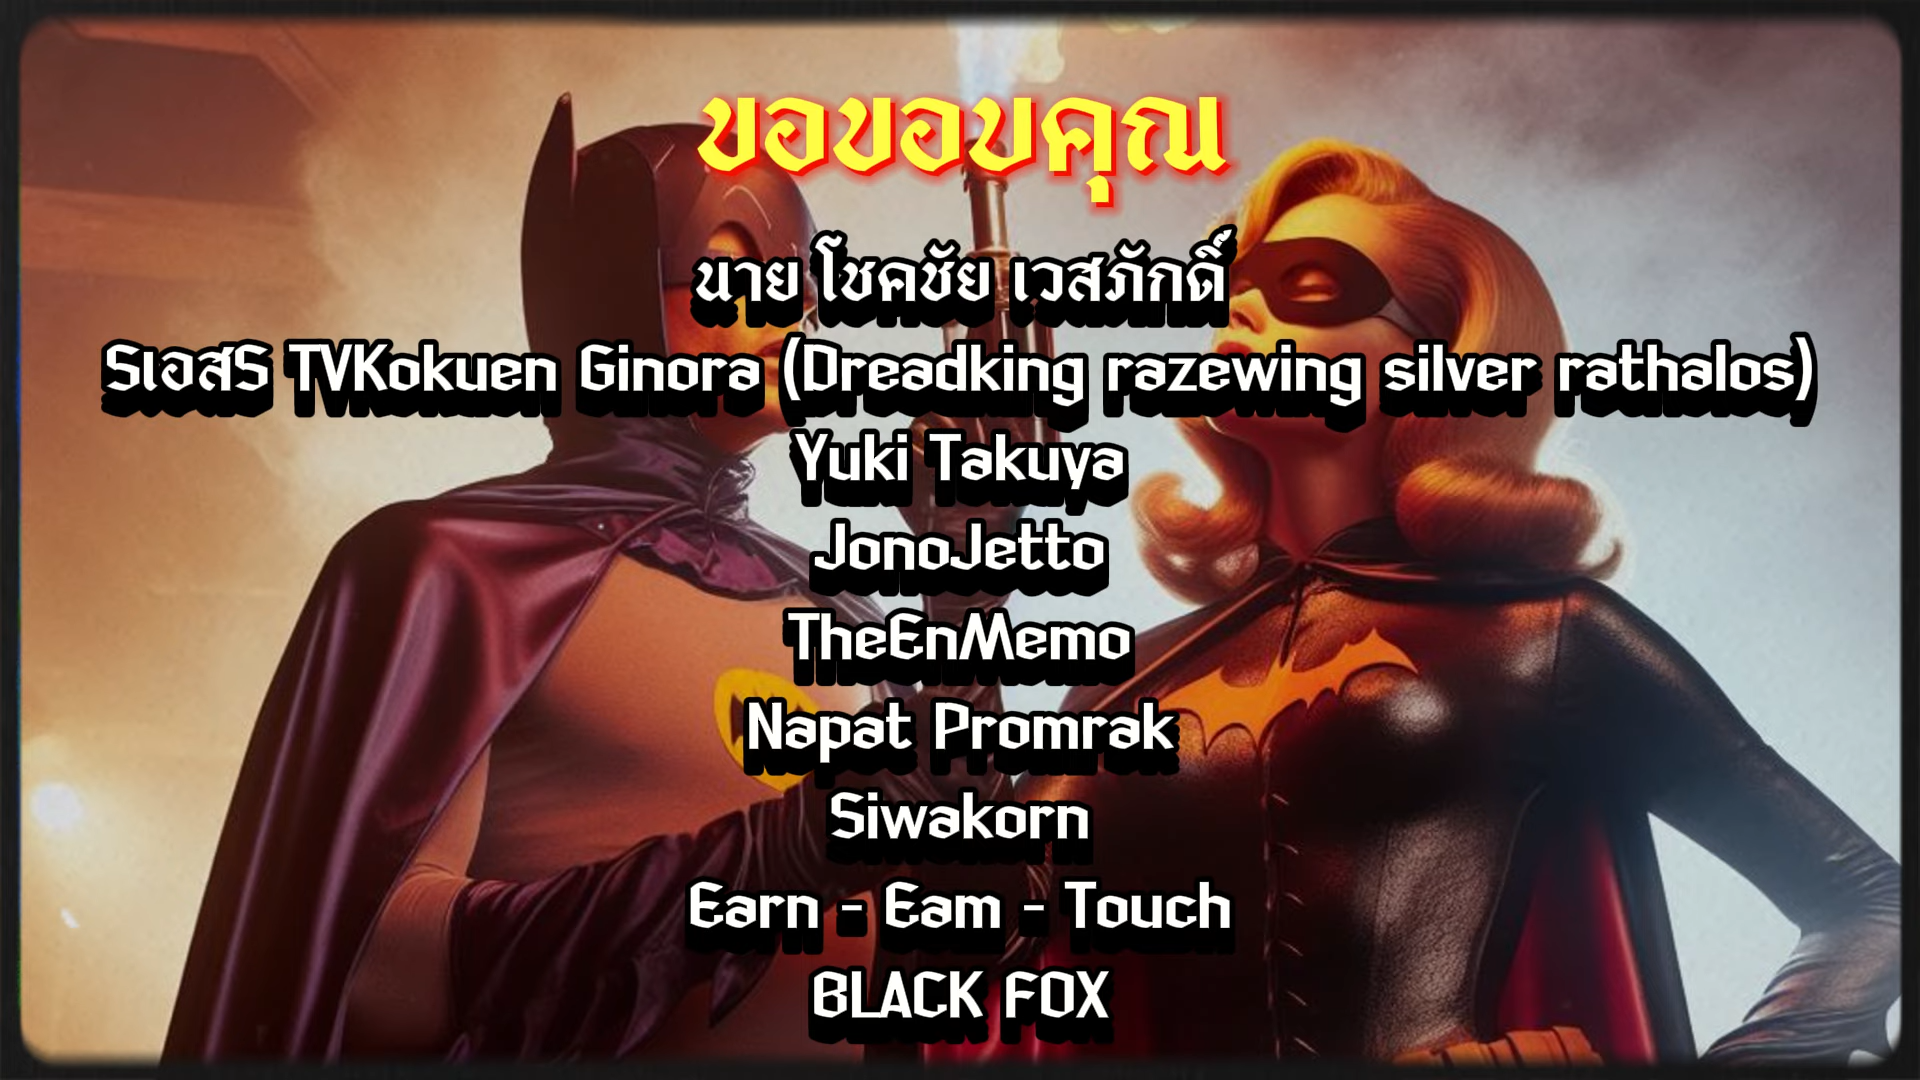 ขอขอบคุณ
นาย โชคชัย เวสภักดิ์
SเอสS TVKokuen Ginora (Dreadking razewing silver rathalos)
Yuki Takuya
JonoJetto
TheEnMemo
Napat Promrak
Siwakorn
Earn - Eam - Touch
BLACK FOX